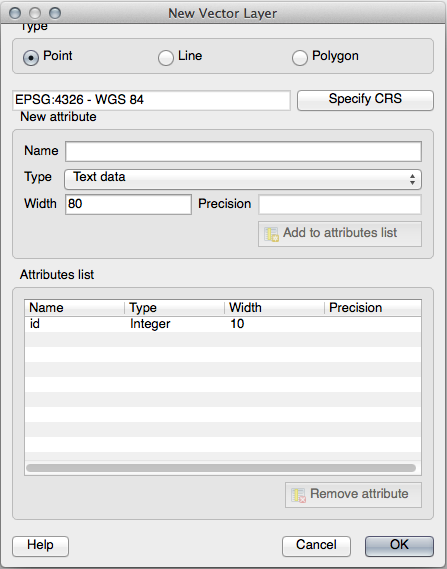 New Vector Layer
Type
Point Line Polygon
EPSG:4326 - WGS 84 Specify CRS
New attribute
Name
Type Text data
Width 80 Precision
Add to attributes list
Attributes list
Name Type Width Precision
id Integer 10
Remove attribute
Help Cancel OK